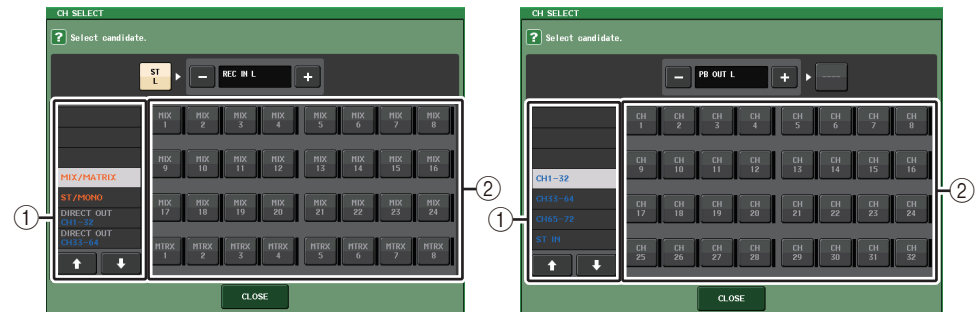 CH SELECT
? Select candidate.
ST L REC IN L
MIX 1 MIX 2 MIX 3 MIX 4 MIX 5 MIX 6 MIX 7 MIX 8
MIX 9 MIX 10 MIX 11 MIX 12 MIX 13 MIX 14 MIX 15 MIX 16
MIX 17 MIX 18 MIX 19 MIX 20 MIX 21 MIX 22 MIX 23 MIX 24
MTRX 1 MTRX 2 MTRX 3 MTRX 4 MTRX 5 MTRX 6 MTRX 7 MTRX 8
MIX/MATRIX
ST/MONO
DIRECT OUT
CH1-32
DIRECT OUT
CH33-64
CLOSE
1
2
CH SELECT
? Select candidate.
PB OUT L ----
CH 1 CH 2 CH 3 CH 4 CH 5 CH 6 CH 7 CH 8
CH 9 CH 10 CH 11 CH 12 CH 13 CH 14 CH 15 CH 16
CH 17 CH 18 CH 19 CH 20 CH 21 CH 22 CH 23 CH 24
CH 25 CH 26 CH 27 CH 28 CH 29 CH 30 CH 31 CH 32
CH1-32
CH33-64
CH65-72
ST IN
CLOSE
1
2